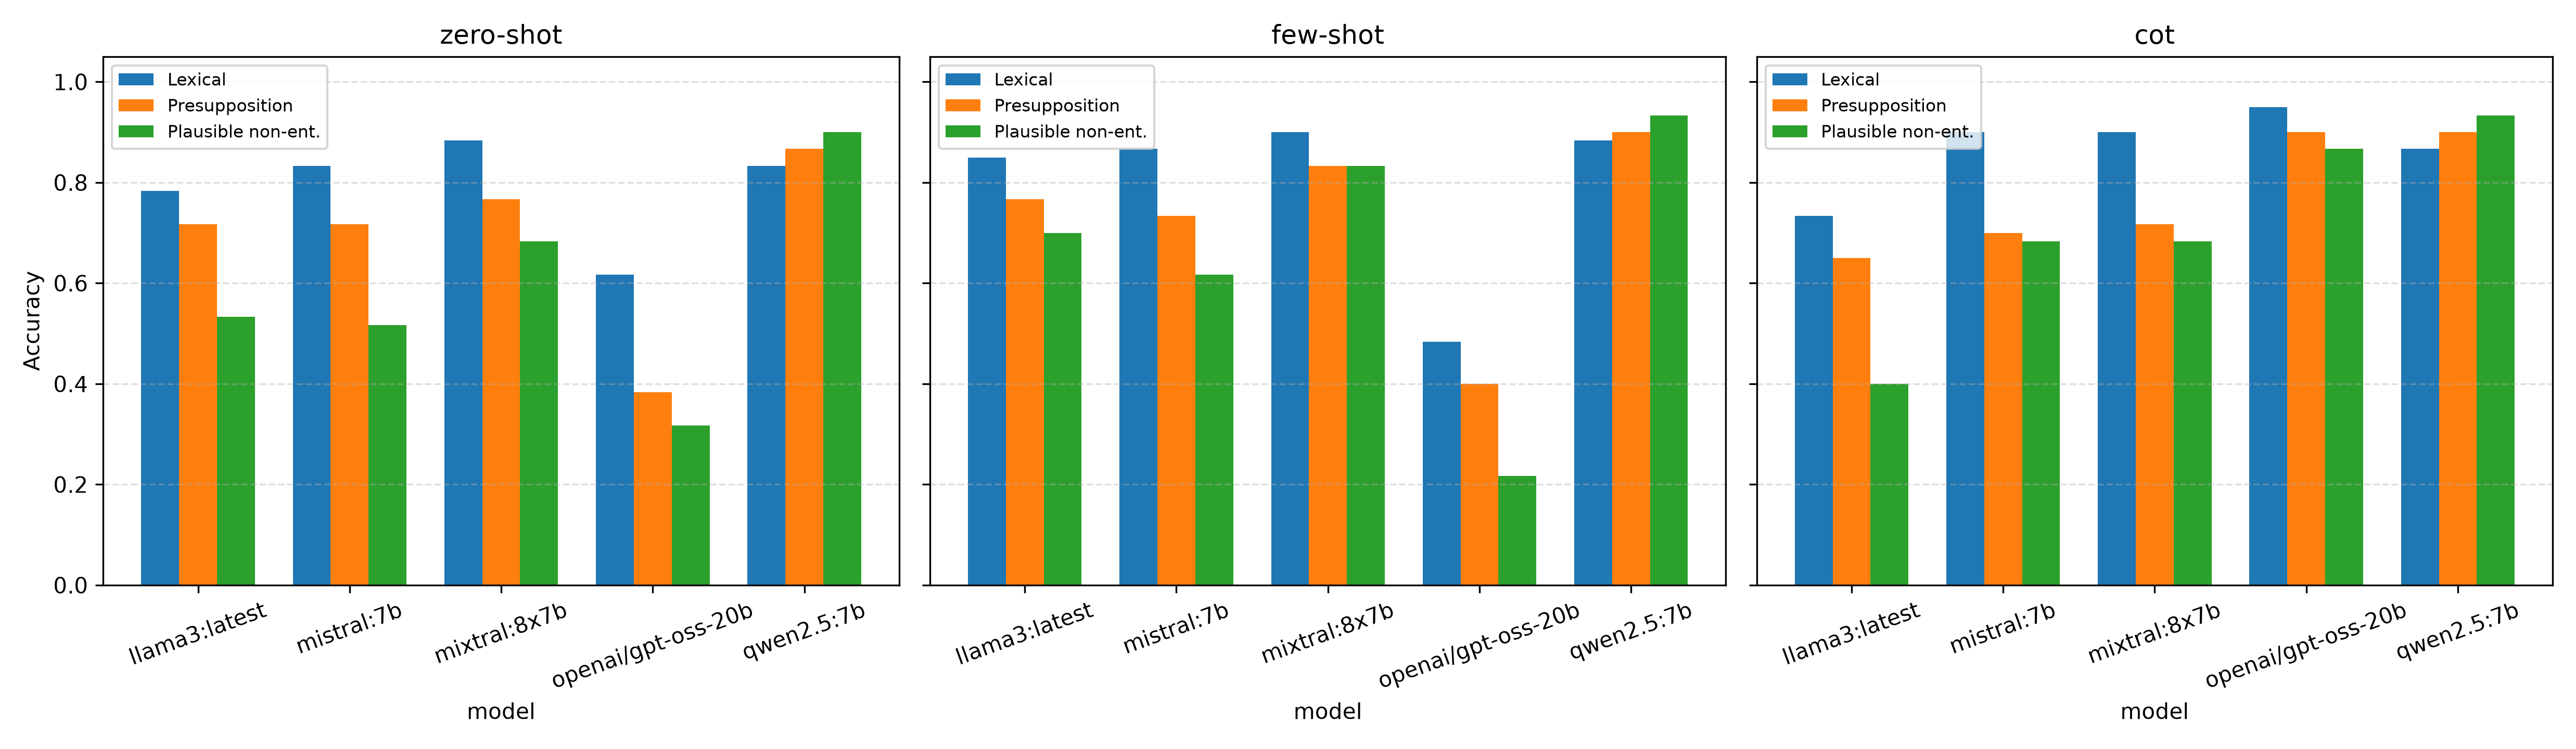 zero-shot
few-shot
cot
Lexical
Presupposition
Plausible non-ent.
Lexical
Presupposition
Plausible non-ent.
Lexical
Presupposition
Plausible non-ent.
Accuracy
1.0
0.8
0.6
0.4
0.2
0.0
llama3:latest
mistral:7b
mixtral:8x7b
openai/gpt-oss-20b
qwen2.5:7b
model
llama3:latest
mistral:7b
mixtral:8x7b
openai/gpt-oss-20b
qwen2.5:7b
model
llama3:latest
mistral:7b
mixtral:8x7b
openai/gpt-oss-20b
qwen2.5:7b
model